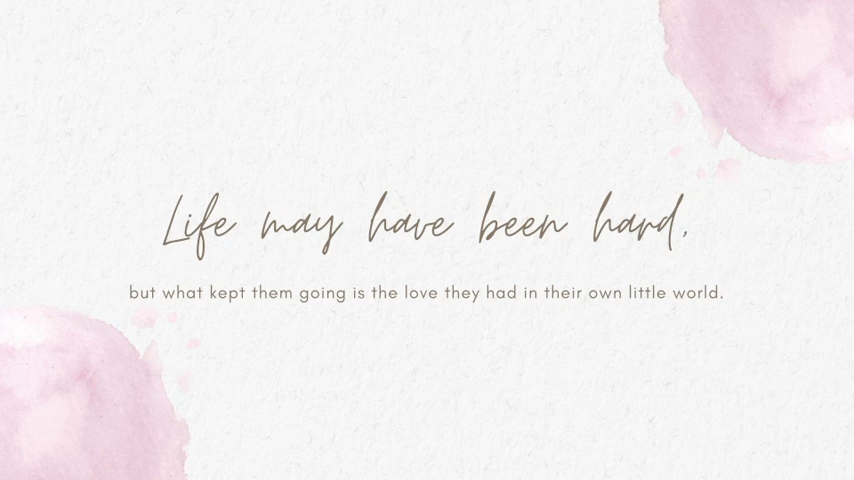 Life may have been hard,
but what kept them going is the love they had in their own little world.